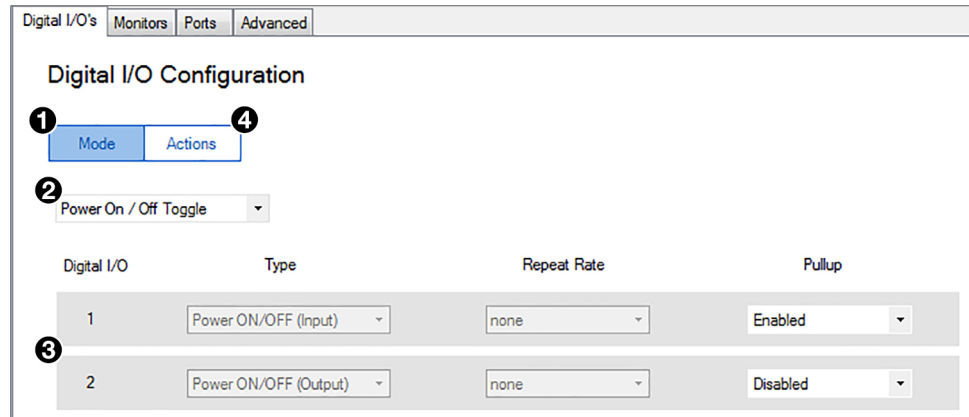 Digital I/O's Monitors Ports Advanced
Digital I/O Configuration
1 4
Mode Actions
2
Power On / Off Toggle
Digital I/O Type Repeat Rate Pullup
1 Power ON/OFF (Input) none Enabled
3
2 Power ON/OFF (Output) none Disabled